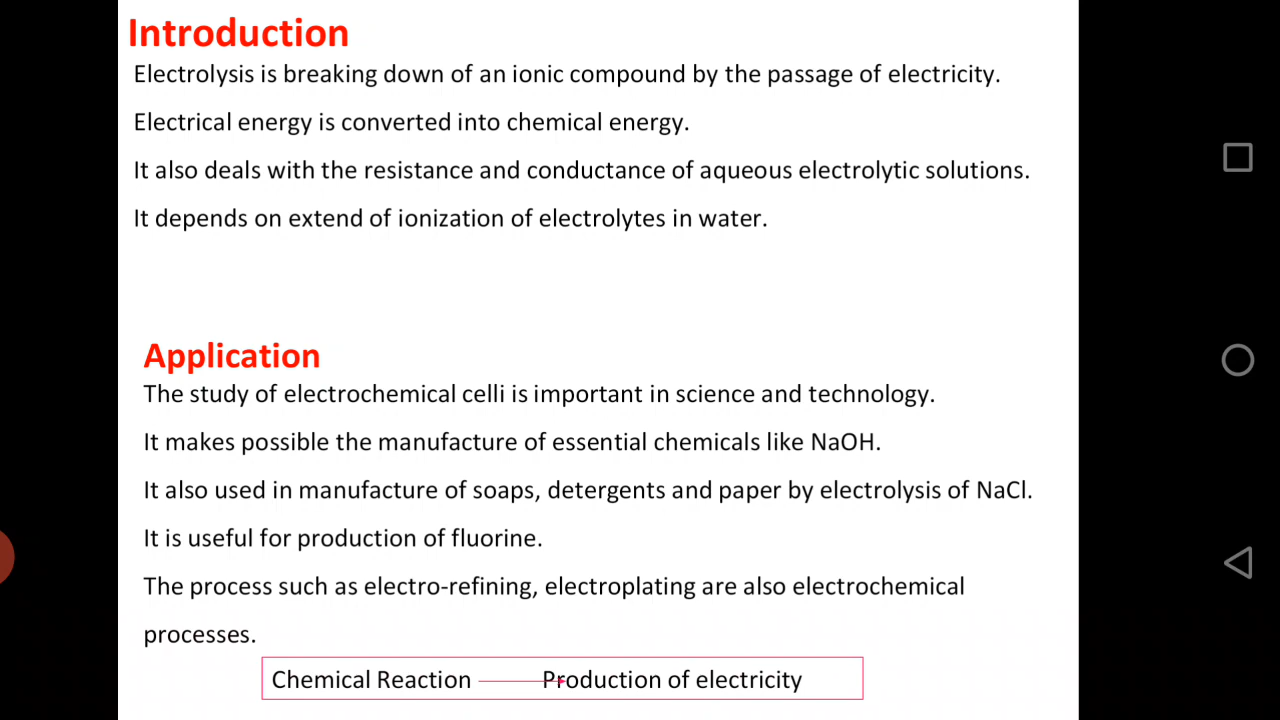 Introduction
Electrolysis is breaking down of an ionic compound by the passage of electricity.
Electrical energy is converted into chemical energy.
It also deals with the resistance and conductance of aqueous electrolytic solutions.
It depends on extend of ionization of electrolytes in water.
Application
The study of electrochemical celli is important in science and technology.
It makes possible the manufacture of essential chemicals like NaOH.
It also used in manufacture of soaps, detergents and paper by electrolysis of NaCl.
It is useful for production of fluorine.
The process such as electro-refining, electroplating are also electrochemical
processes.
Chemical Reaction Production of electricity